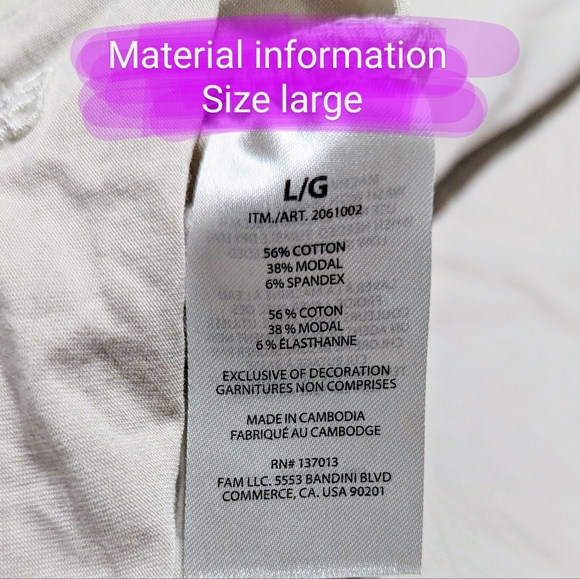 Material information
Size large
L/G
ITM./ART. 2061002
56% COTTON
38% MODAL
6% SPANDEX
56 % COTON
38 % MODAL
6 % ÉLASTHANNE
EXCLUSIVE OF DECORATION
GARNITURES NON COMPRISES
MADE IN CAMBODIA
FABRIQUÉ AU CAMBODGE
RN# 137013
FAM LLC. 5553 BANDINI BLVD
COMMERCE, CA. USA 90201